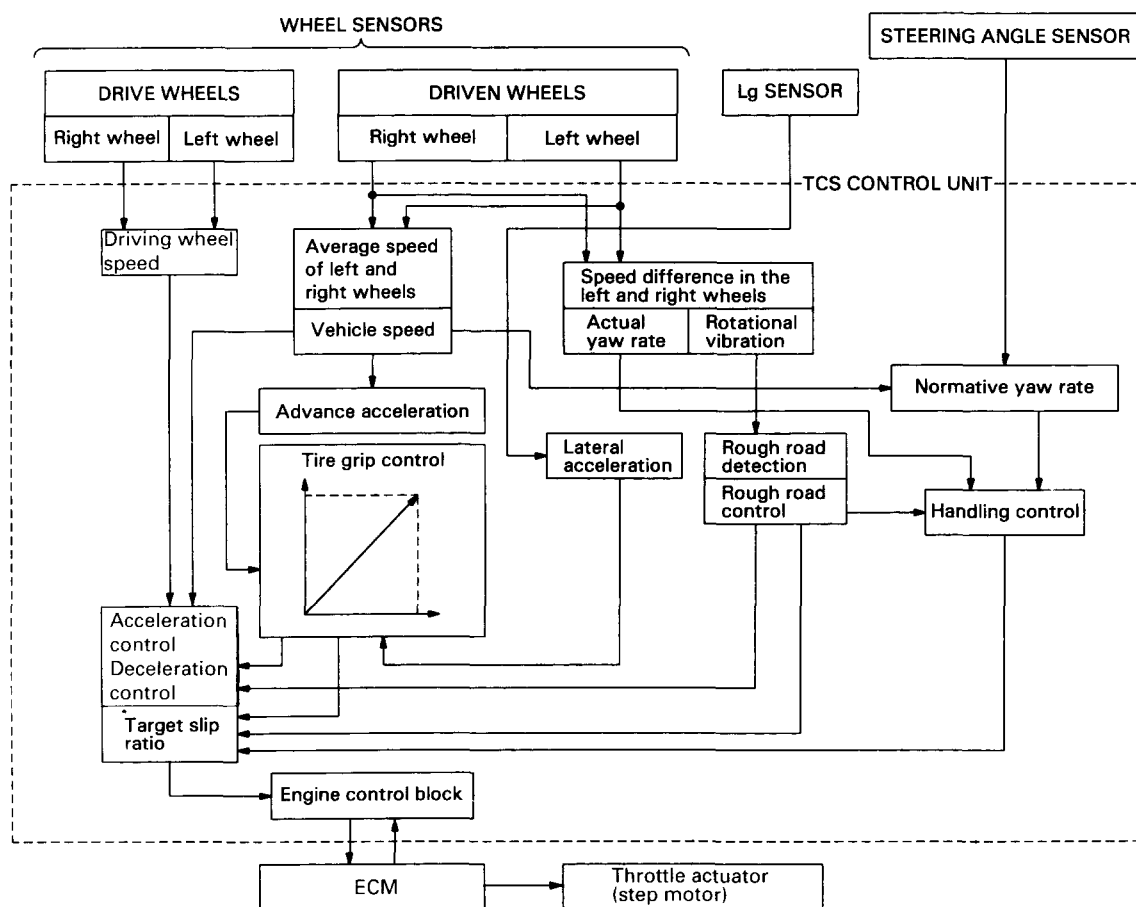 WHEEL SENSORS
STEERING ANGLE SENSOR
DRIVE WHEELS
Right wheel
Left wheel
DRIVEN WHEELS
Right wheel
Left wheel
Lg SENSOR
TCS CONTROL UNIT
Driving wheel
speed
Average speed
of left and
right wheels
Vehicle speed
Speed difference in the
left and right wheels
Actual
yaw rate
Rotational
vibration
Normative yaw rate
Advance acceleration
Tire grip control
Lateral
acceleration
Rough road
detection
Rough road
control
Handling control
Acceleration
control
Deceleration
control
Target slip
ratio
Engine control block
ECM
Throttle actuator
(step motor)